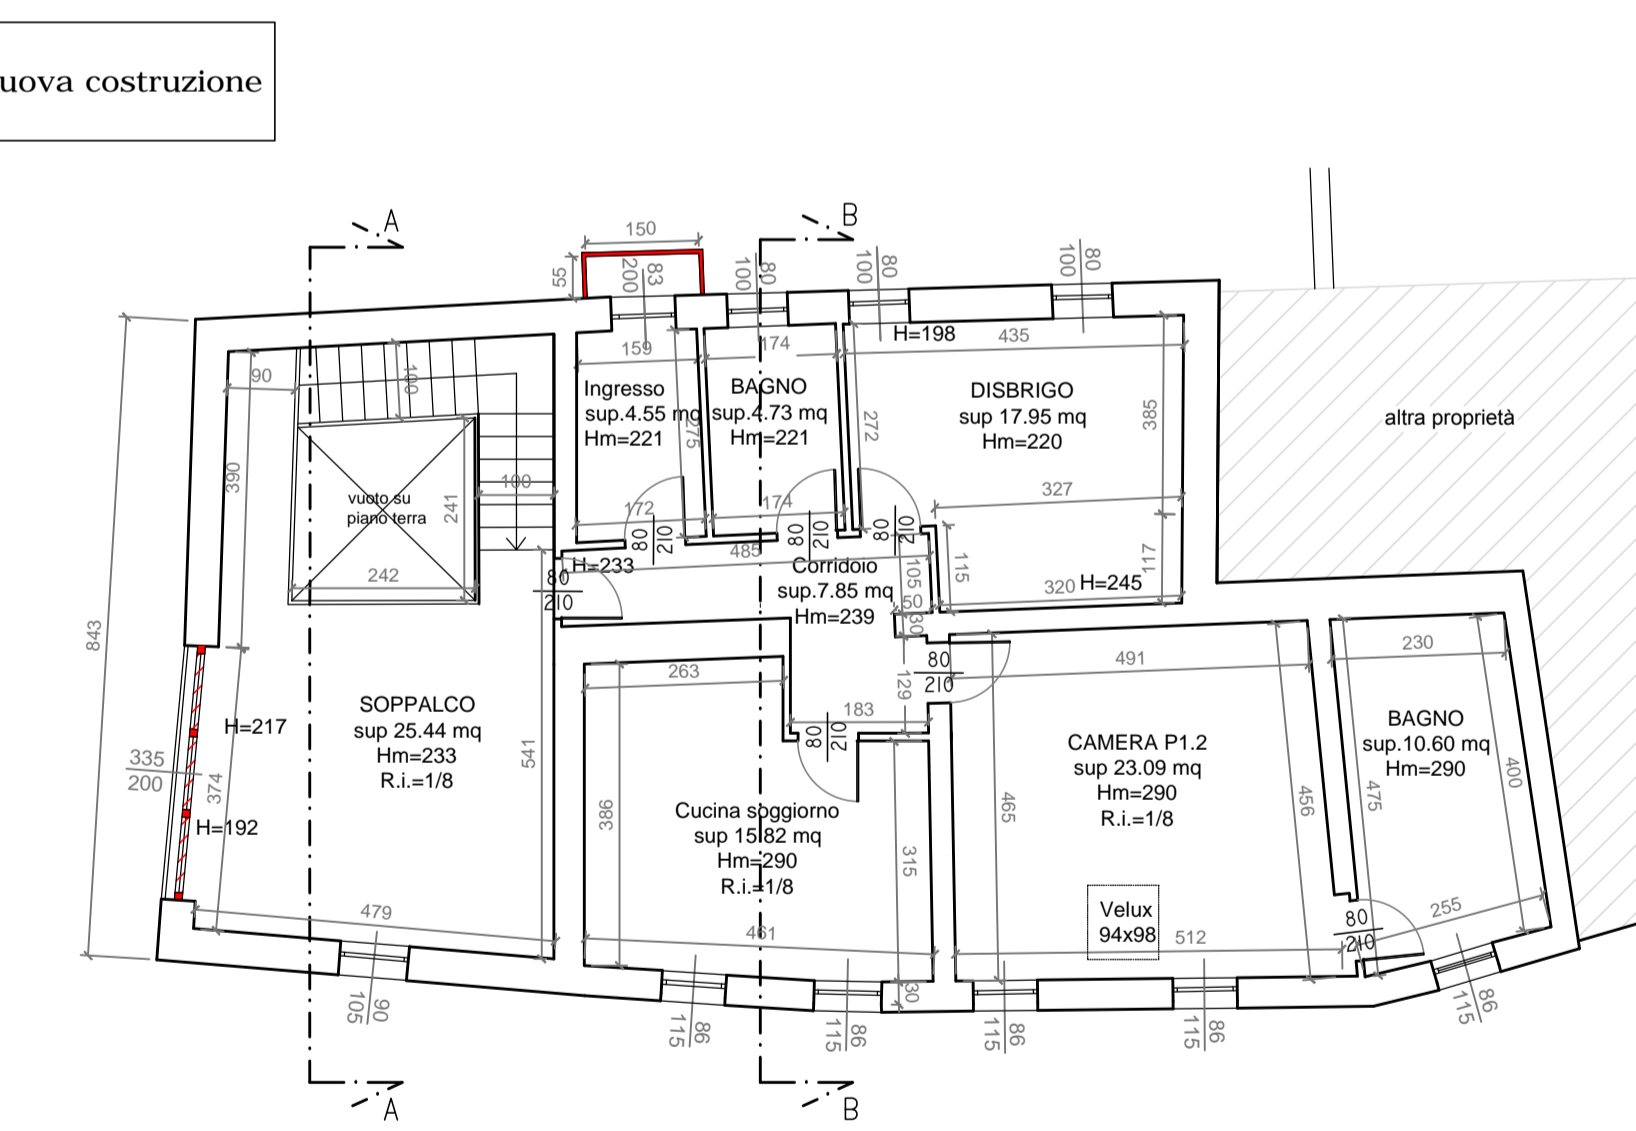 uova costruzione
A
B
150
55
83
200
80
100
80
100
80
100
H=198
159
174
435
90
100
Ingresso
sup.4.55 mq
Hm=221
275
BAGNO
sup.4.73 mq
Hm=221
272
DISBRIGO
sup 17.95 mq
Hm=220
385
altra proprietà
390
vuoto su
piano terra
241
100
172
174
327
80
210
80
210
80
210
485
H=233
242
80
210
Corridoio
sup.7.85 mq
Hm=239
105
50
30
115
320
H=245
117
843
263
80
210
129
491
230
183
80
210
SOPPALCO
sup 25.44 mq
Hm=233
R.i.=1/8
H=217
335
200
374
H=192
541
386
Cucina soggiorno
sup 15.82 mq
Hm=290
R.i.=1/8
315
465
CAMERA P1.2
sup 23.09 mq
Hm=290
R.i.=1/8
456
475
BAGNO
sup.10.60 mq
Hm=290
400
Velux
94x98
479
461
512
80
210
255
30
90
105
86
115
86
115
86
115
86
115
86
115
A
B